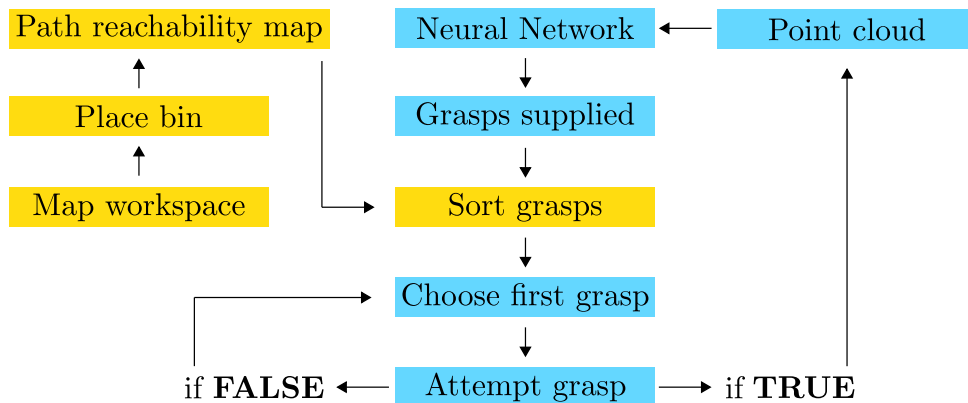 Path reachability map
Neural Network
Point cloud
Place bin
Grasps supplied
Map workspace
Sort grasps
Choose first grasp
if FALSE
Attempt grasp
if TRUE